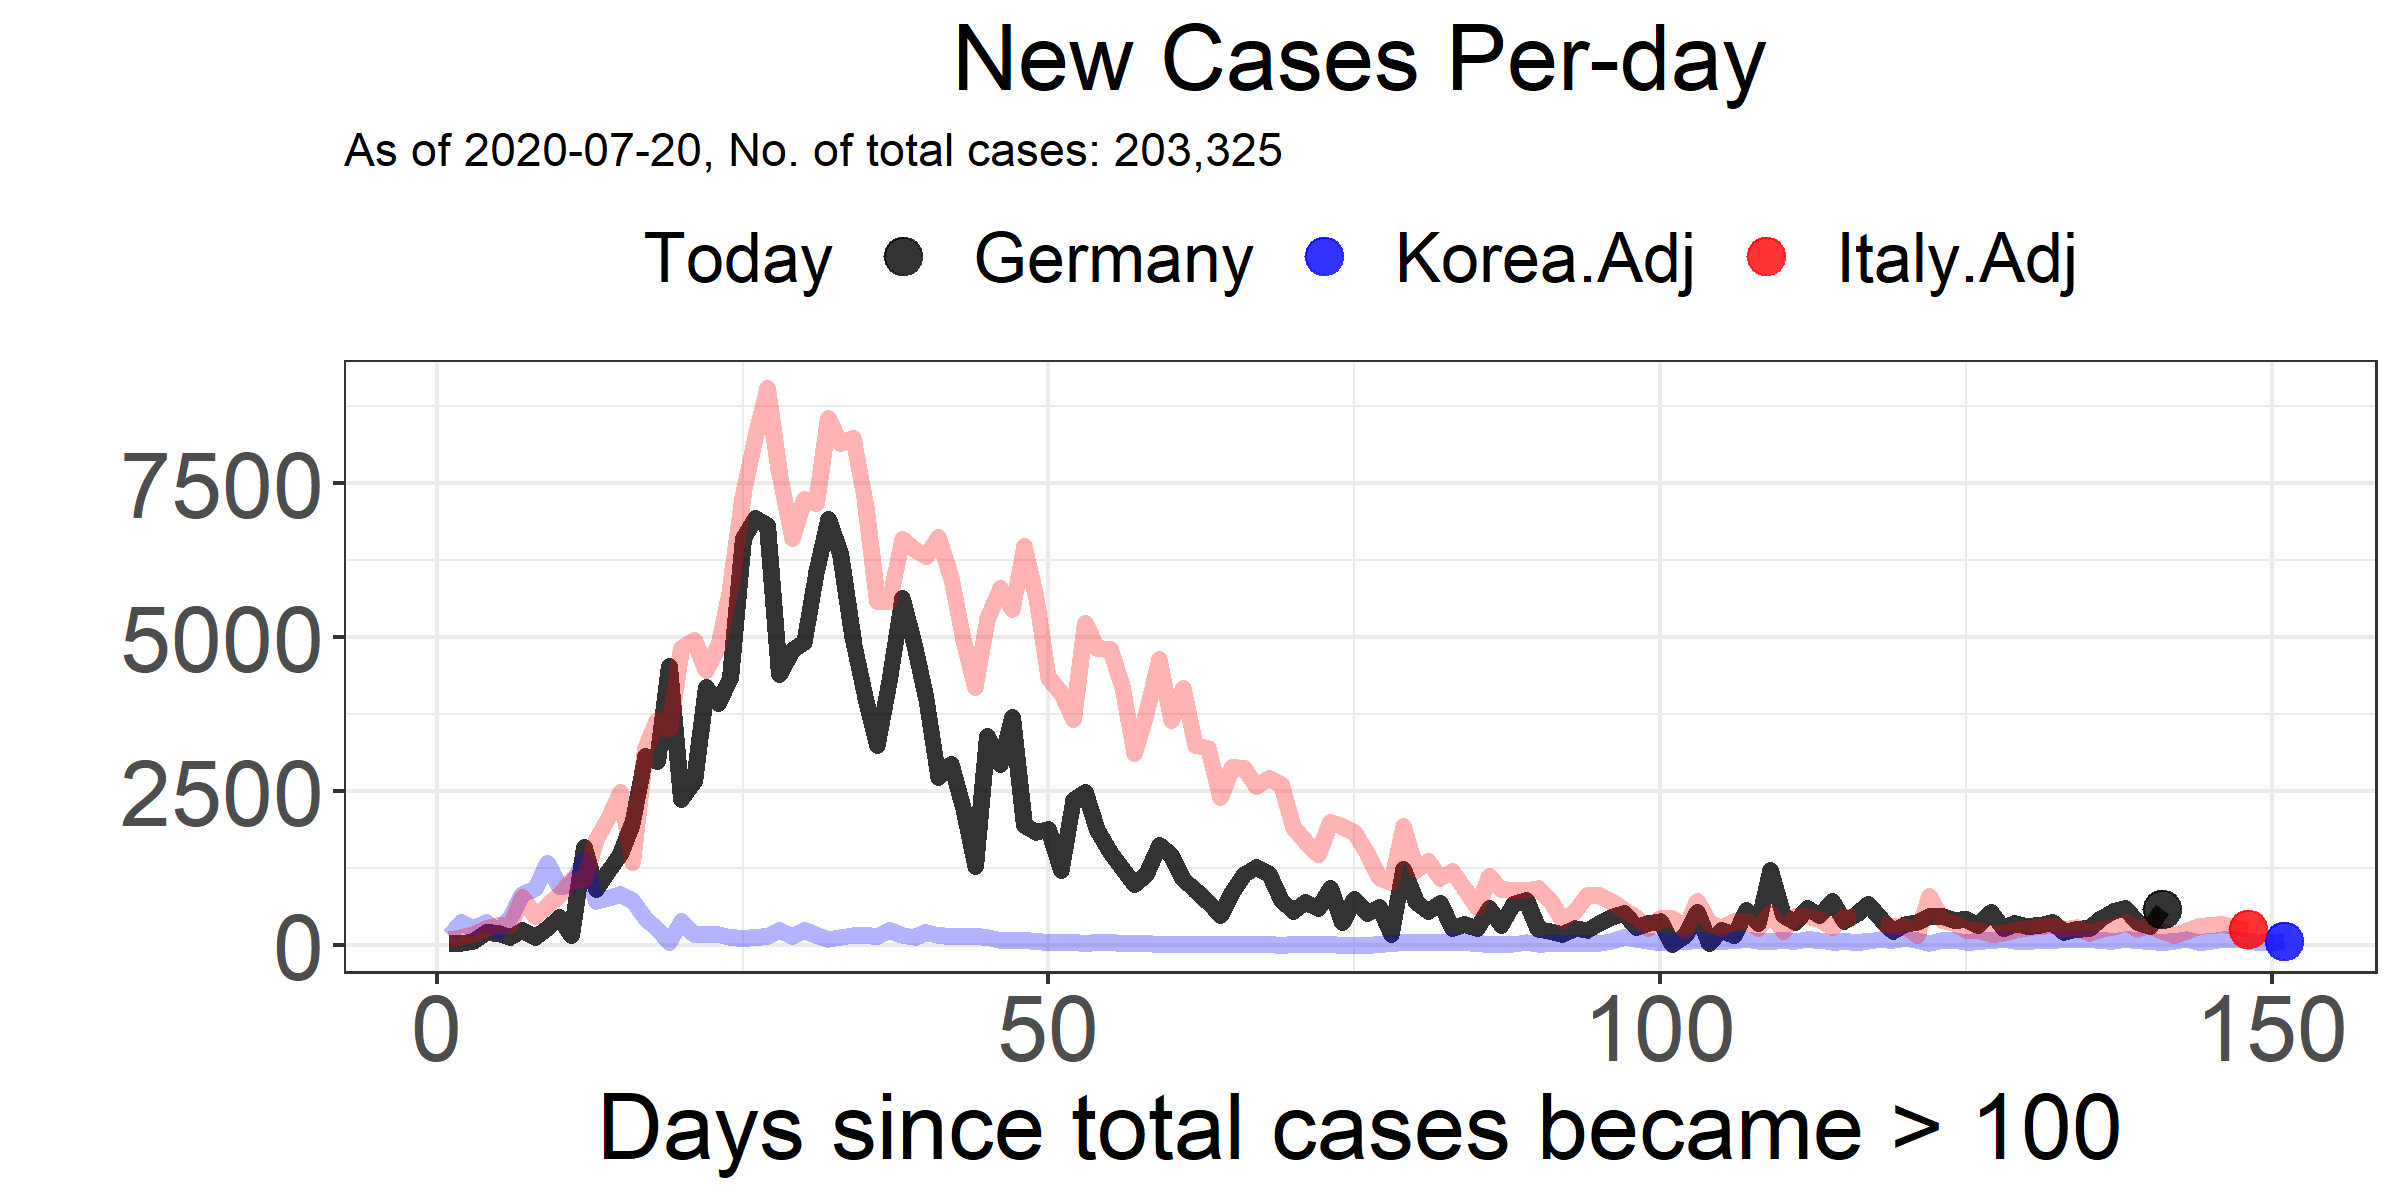 New Cases Per-day
As of 2020-07-20, No. of total cases: 203,325
Today Germany Korea.Adj Italy.Adj
7500
5000
2500
0
0 50 100 150
Days since total cases became > 100